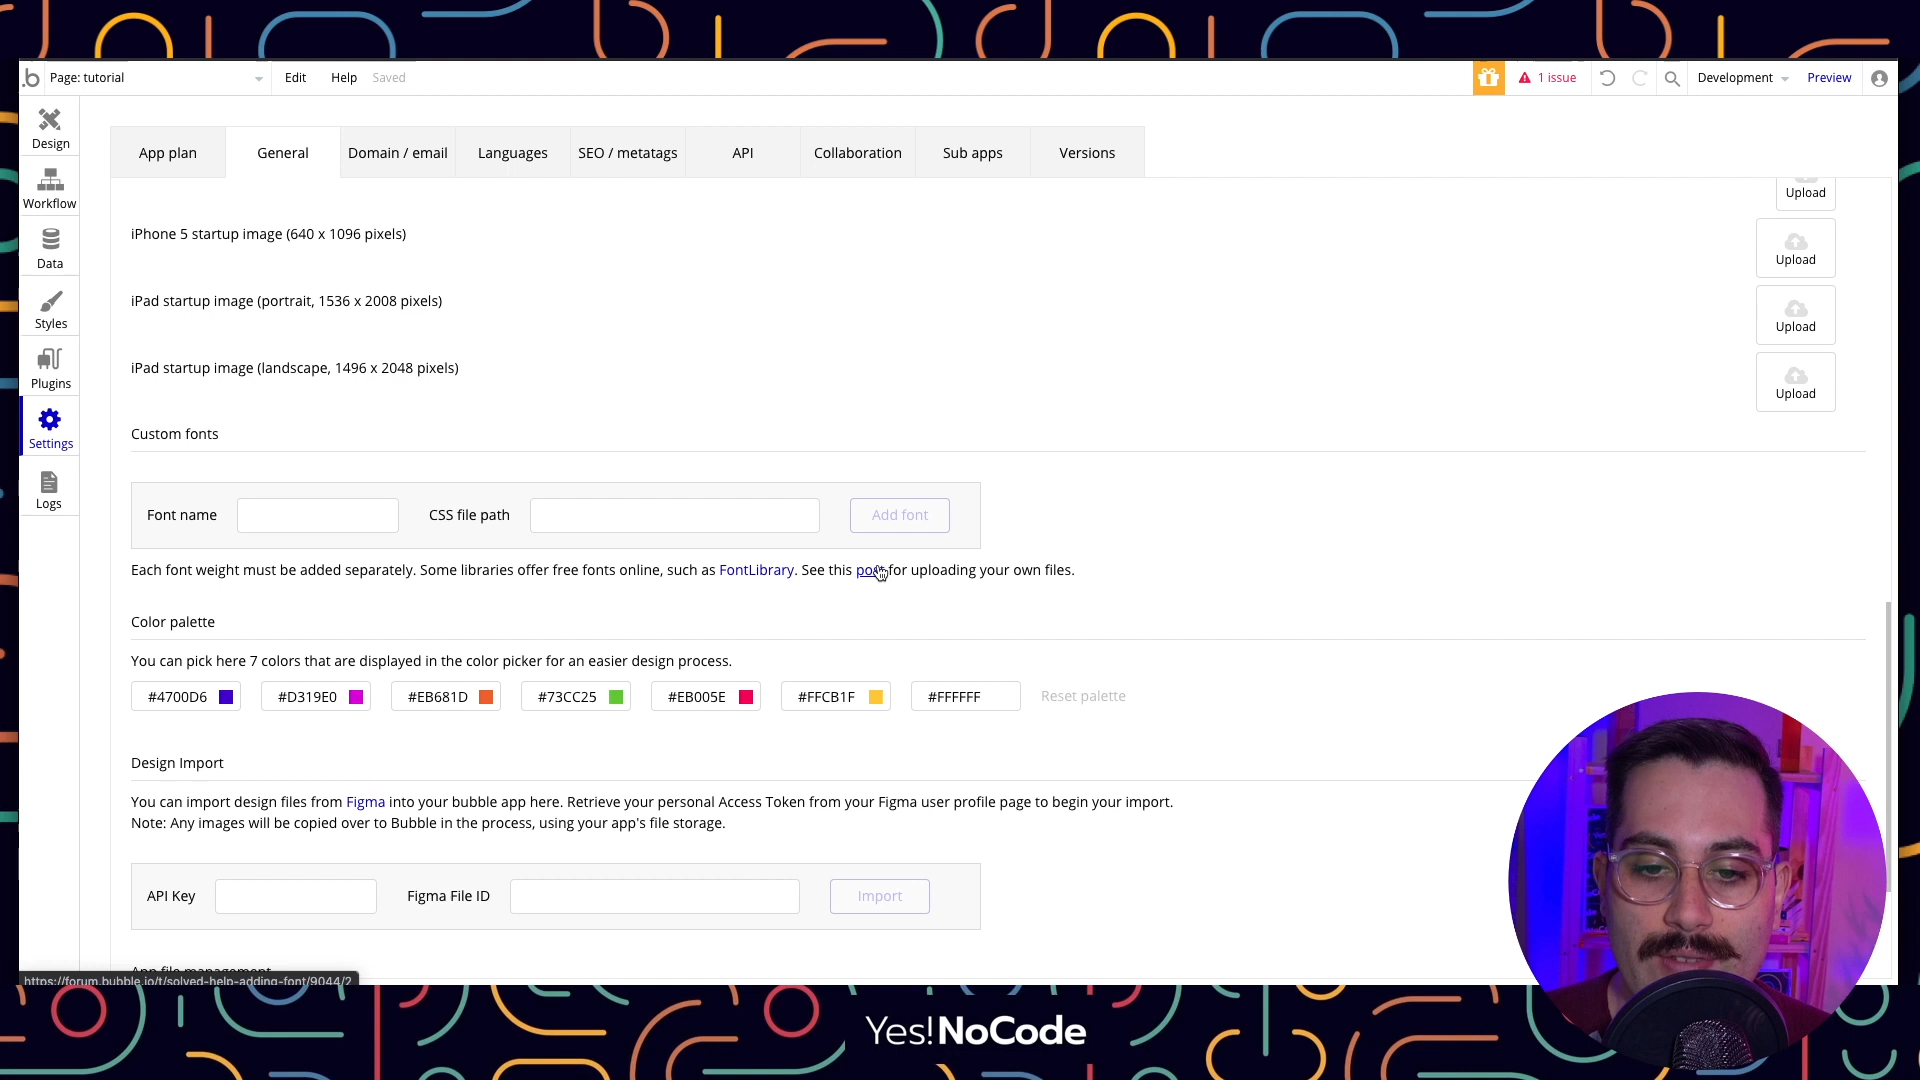 .b Page: tutorial Edit Help Saved 1 issue Development Preview
Design
Workflow
Data
Styles
Plugins
Settings
Logs
App plan General Domain / email Languages SEO / metatags API Collaboration Sub apps Versions
Upload
iPhone 5 startup image (640 x 1096 pixels)
Upload
iPad startup image (portrait, 1536 x 2008 pixels)
Upload
iPad startup image (landscape, 1496 x 2048 pixels)
Upload
Custom fonts
Font name CSS file path Add font
Each font weight must be added separately. Some libraries offer free fonts online, such as FontLibrary. See this post for uploading your own files.
Color palette
You can pick here 7 colors that are displayed in the color picker for an easier design process.
#4700D6 #D319E0 #EB681D #73CC25 #EB005E #FFCB1F #FFFFFF Reset palette
Design Import
You can import design files from Figma into your bubble app here. Retrieve your personal Access Token from your Figma user profile page to begin your import.
Note: Any images will be copied over to Bubble in the process, using your app's file storage.
API Key Figma File ID Import
App file management
https://forum.bubble.io/t/solved-help-adding-font/9044/2
Yes!NoCode